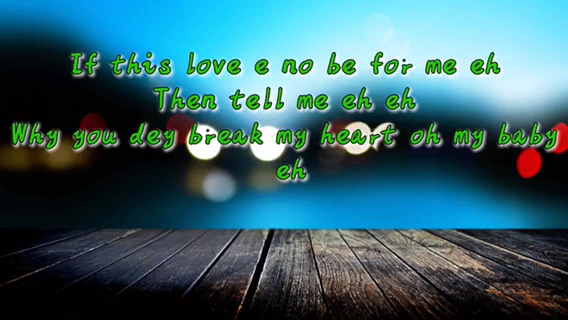 If this love e no be for me eh
Then tell me eh eh
Why you dey break my heart oh my baby
eh